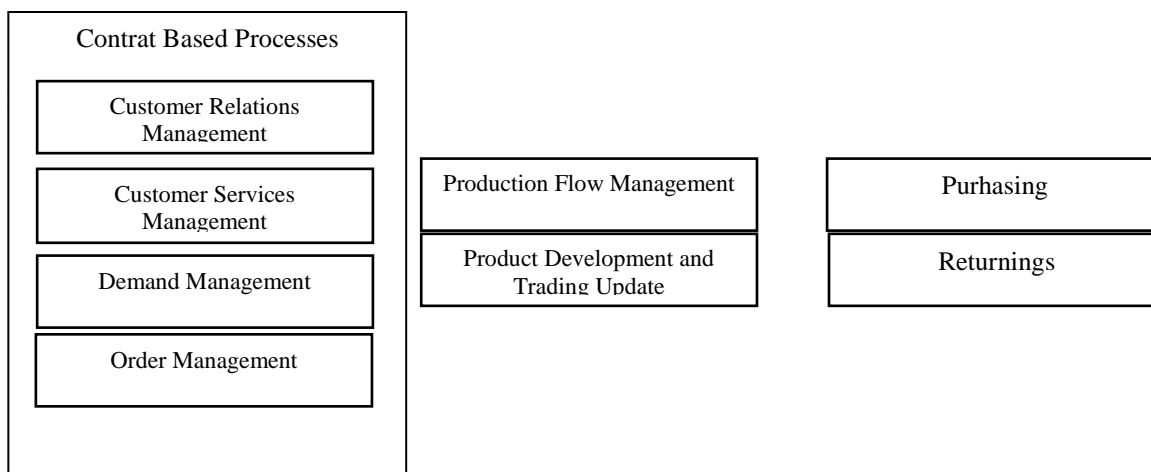 Contrat Based Processes
Customer Relations
Management
Customer Services
Management
Demand Management
Order Management
Production Flow Management
Product Development and
Trading Update
Purhasing
Returnings